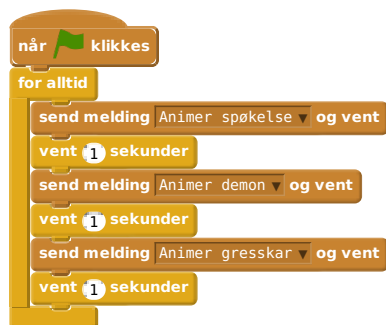 når klikkes
for alltid
send melding Animer spøkelse og vent
vent 1 sekunder
send melding Animer demon og vent
vent 1 sekunder
send melding Animer gresskar og vent
vent 1 sekunder